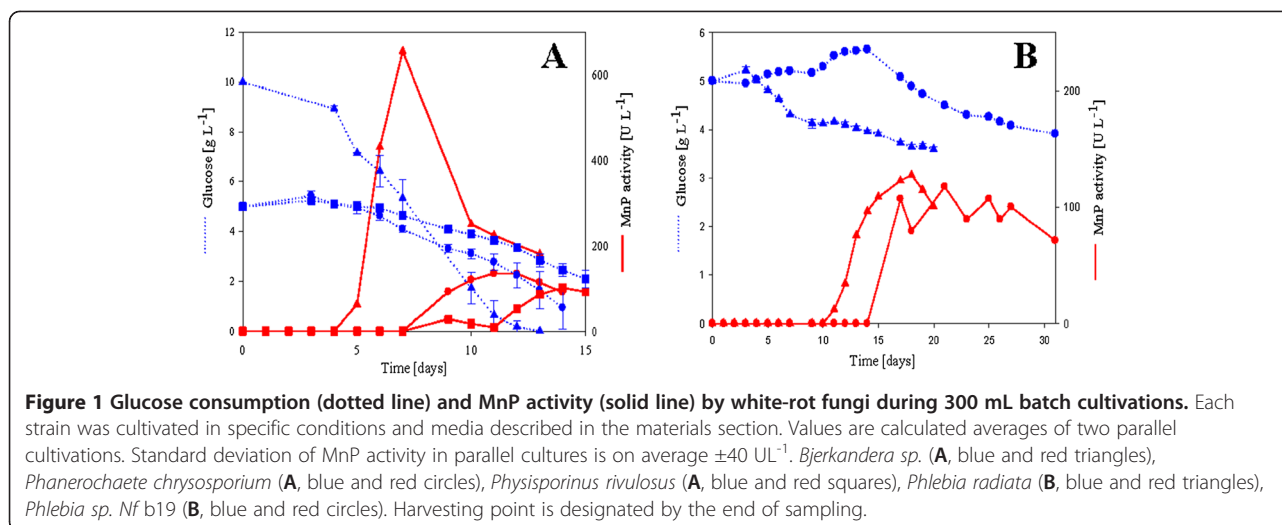 A
B
12
10
8
6
4
2
0
Glucose [g L⁻¹]
600
400
200
0
MnP activity [U L⁻¹]
0 5 10 15
Time [days]
6
5
4
3
2
1
0
Glucose [g L⁻¹]
200
100
0
MnP activity [U L⁻¹]
0 5 10 15 20 25 30
Time [days]
Figure 1 Glucose consumption (dotted line) and MnP activity (solid line) by white-rot fungi during 300 mL batch cultivations. Each
strain was cultivated in specific conditions and media described in the materials section. Values are calculated averages of two parallel
cultivations. Standard deviation of MnP activity in parallel cultures is on average ±40 UL⁻¹. Bjerkandera sp. (A, blue and red triangles),
Phanerochaete chrysosporium (A, blue and red circles), Physisporinus rivulosus (A, blue and red squares), Phlebia radiata (B, blue and red triangles),
Phlebia sp. Nf b19 (B, blue and red circles). Harvesting point is designated by the end of sampling.